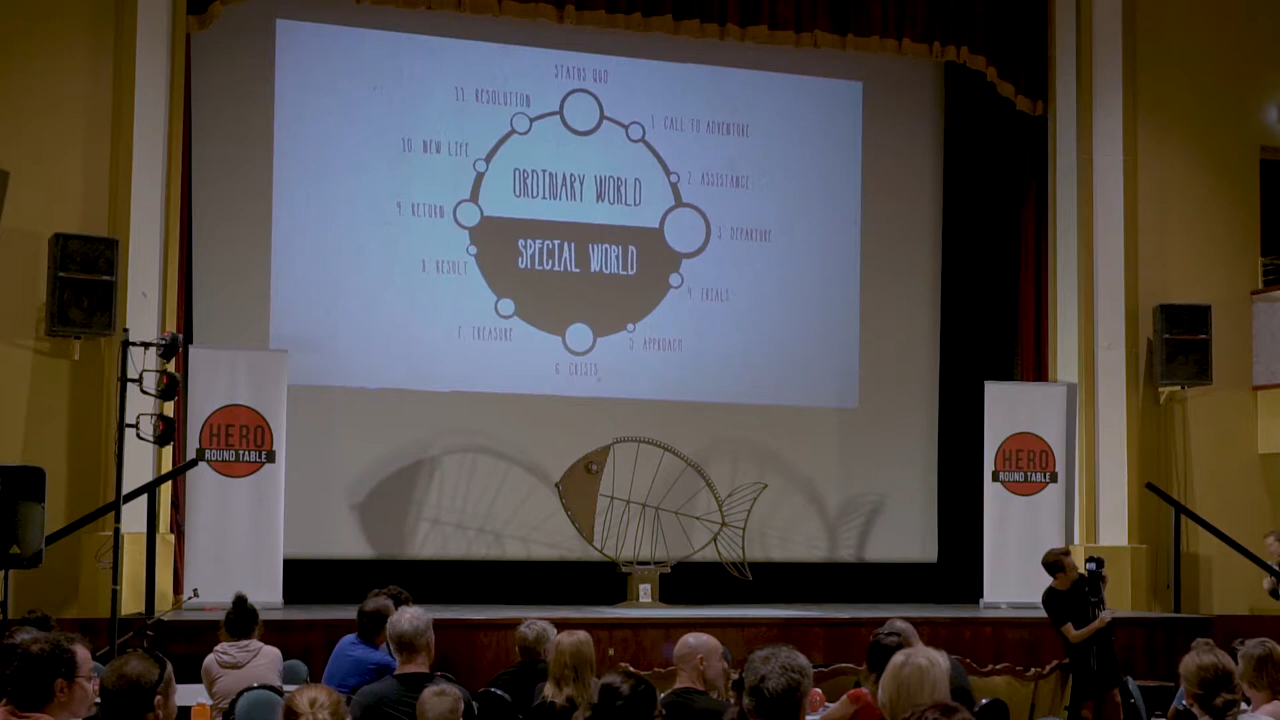 STATUS QUO
11. RESOLUTION
1. CALL TO ADVENTURE
10. NEW LIFE
2. ASSISTANCE
ORDINARY WORLD
9. RETURN
3. DEPARTURE
SPECIAL WORLD
8. RESULT
4. TRIALS
7. TREASURE
5. APPROACH
6. CRISIS
HERO
ROUND TABLE
HERO
ROUND TABLE